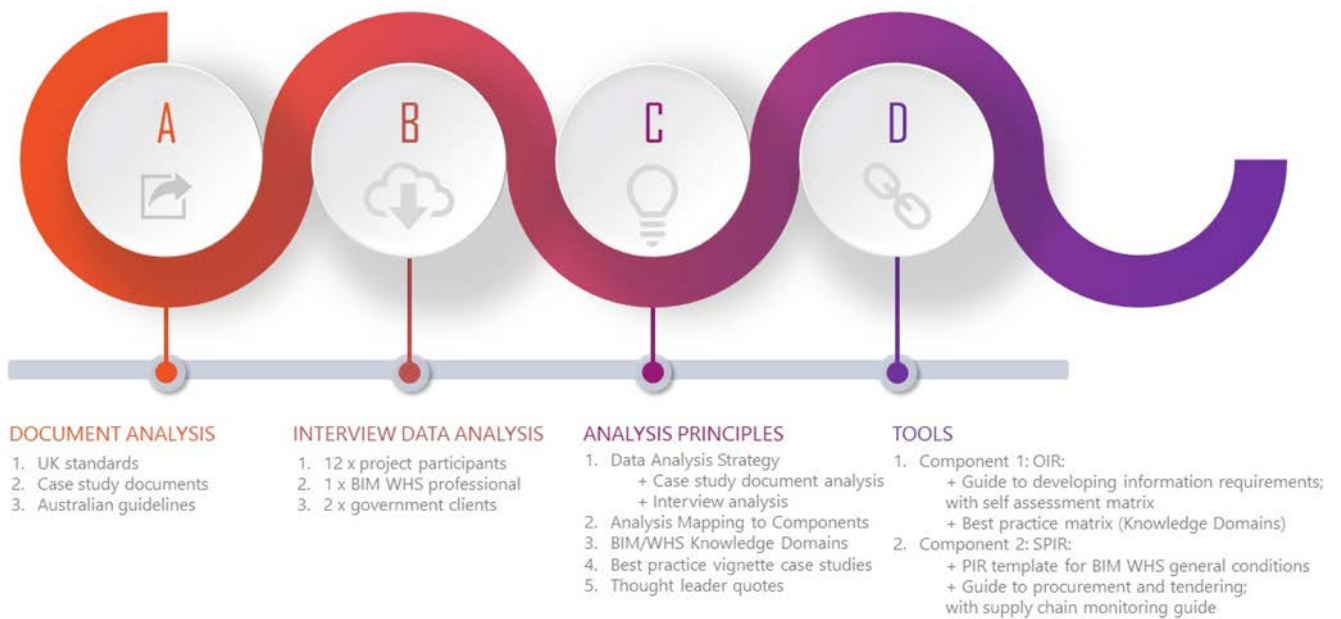 A
B
C
D
DOCUMENT ANALYSIS
1. UK standards
2. Case study documents
3. Australian guidelines
INTERVIEW DATA ANALYSIS
1. 12 x project participants
2. 1 x BIM WHS professional
3. 2 x government clients
ANALYSIS PRINCIPLES
1. Data Analysis Strategy
+ Case study document analysis
+ Interview analysis
2. Analysis Mapping to Components
3. BIM/WHS Knowledge Domains
4. Best practice vignette case studies
5. Thought leader quotes
TOOLS
1. Component 1: OIR:
+ Guide to developing information requirements;
with self assessment matrix
+ Best practice matrix (Knowledge Domains)
2. Component 2: SPIR:
+ PIR template for BIM WHS general conditions
+ Guide to procurement and tendering;
with supply chain monitoring guide